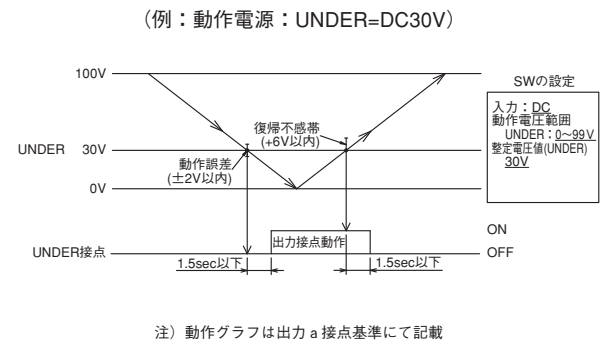 (例：動作電源：UNDER=DC30V)
100V
SWの設定
入力：DC
動作電圧範囲
UNDER：0～99V
整定電圧値(UNDER)
30V
復帰不感帯
(+6V以内)
UNDER 30V
動作誤差
(±2V以内)
0V
ON
出力接点動作
UNDER接点
OFF
1.5sec以下
1.5sec以下
注）動作グラフは出力a接点基準にて記載